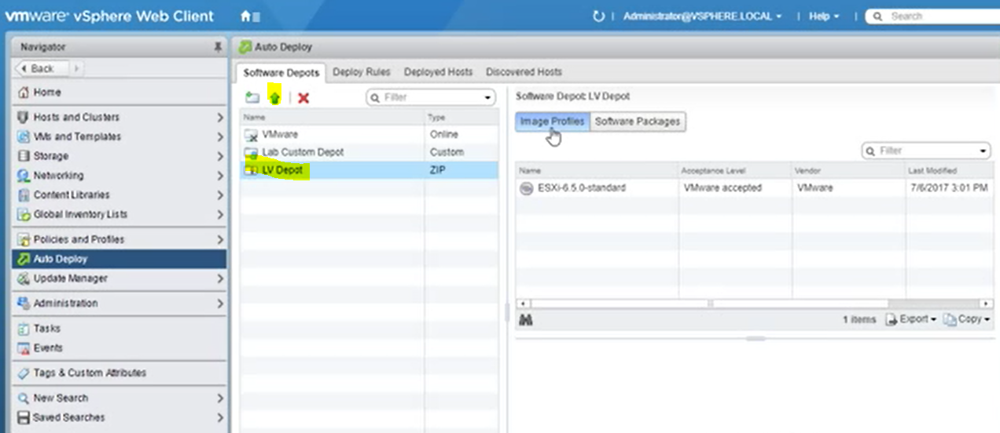 vmware® vSphere Web Client
Administrator@VSPHERE.LOCAL
Help
Search
Navigator
Back
Home
Hosts and Clusters
VMs and Templates
Storage
Networking
Content Libraries
Global Inventory Lists
Policies and Profiles
Auto Deploy
Update Manager
Administration
Tasks
Events
Tags & Custom Attributes
New Search
Saved Searches
Auto Deploy
Software Depots Deploy Rules Deployed Hosts Discovered Hosts
Filter
Name Type
VMware Online
Lab Custom Depot Custom
LV Depot ZIP
Software Depot: LV Depot
Image Profiles Software Packages
Filter
Name Acceptance Level Vendor Last Modified
ESXi-6.5.0-standard VMware accepted VMware 7/6/2017 3:01 PM
1 items Export Copy